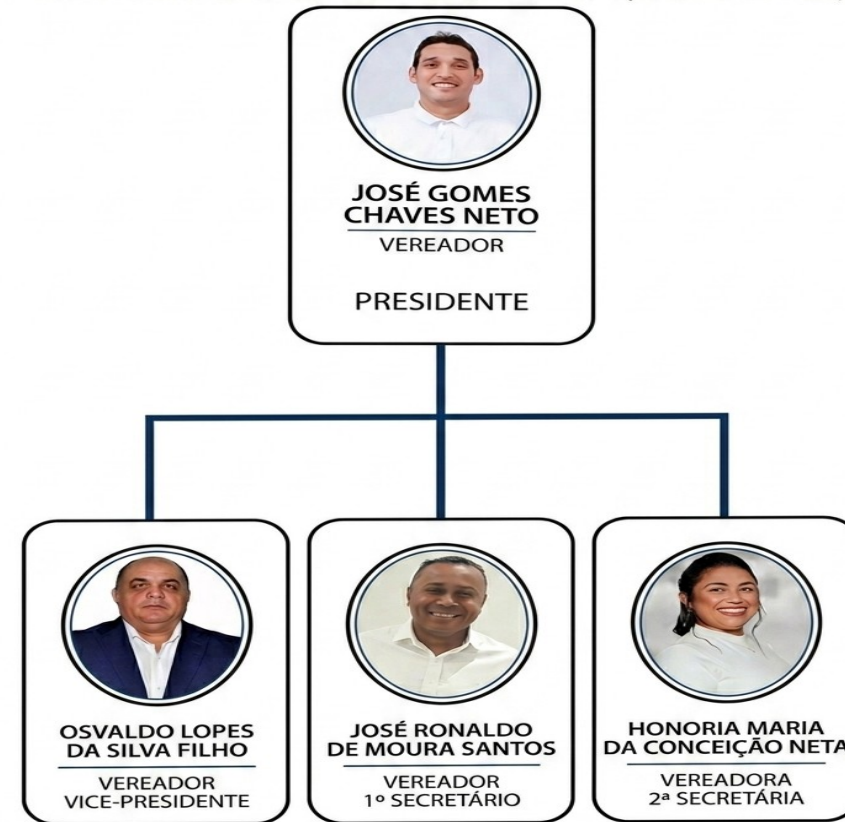 JOSÉ GOMES
CHAVES NETO
VEREADOR
PRESIDENTE
OSVALDO LOPES
DA SILVA FILHO
VEREADOR
VICE-PRESIDENTE
JOSÉ RONALDO
DE MOURA SANTOS
VEREADOR
1º SECRETÁRIO
HONORIA MARIA
DA CONCEIÇÃO NETA
VEREADORA
2ª SECRETÁRIA